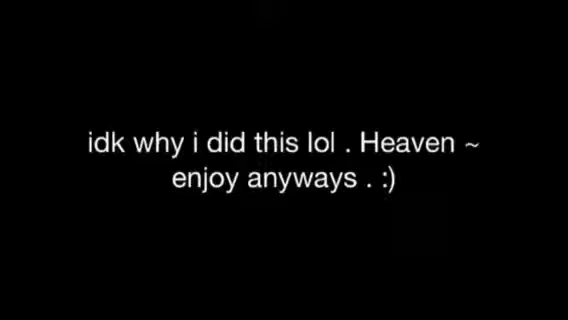 idk why i did this lol . Heaven ~
enjoy anyways . :)